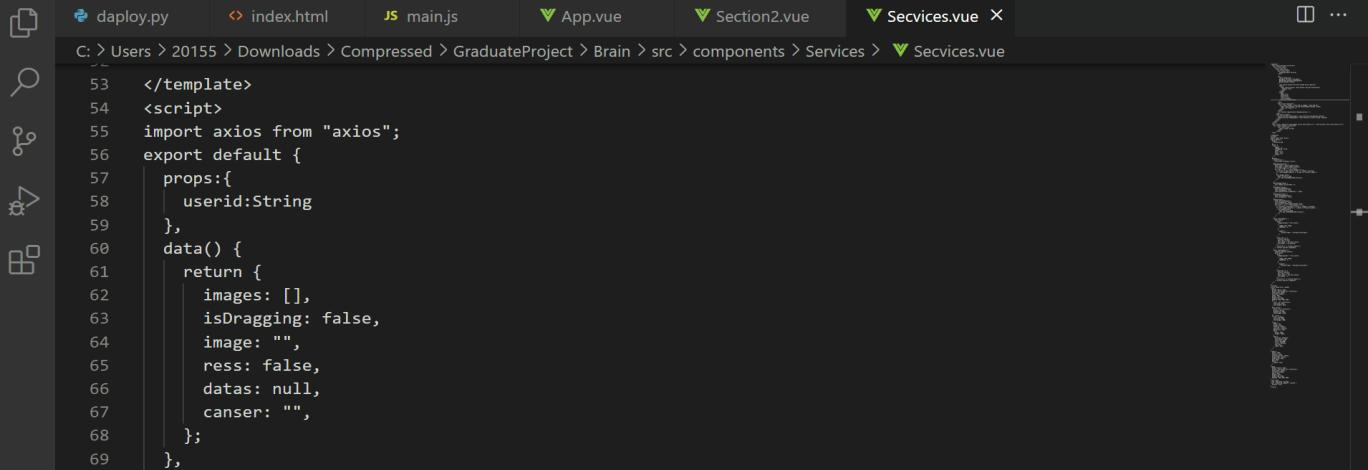 daploy.py index.html JS main.js App.vue Section2.vue Secvices.vue
C: > Users > 20155 > Downloads > Compressed > GraduateProject > Brain > src > components > Services > Secvices.vue
52
53 </template>
54 <script>
55 import axios from "axios";
56 export default {
57 props:{
58 userid:String
59 },
60 data() {
61 return {
62 images: [],
63 isDragging: false,
64 image: "",
65 ress: false,
66 datas: null,
67 canser: "",
68 };
69 },